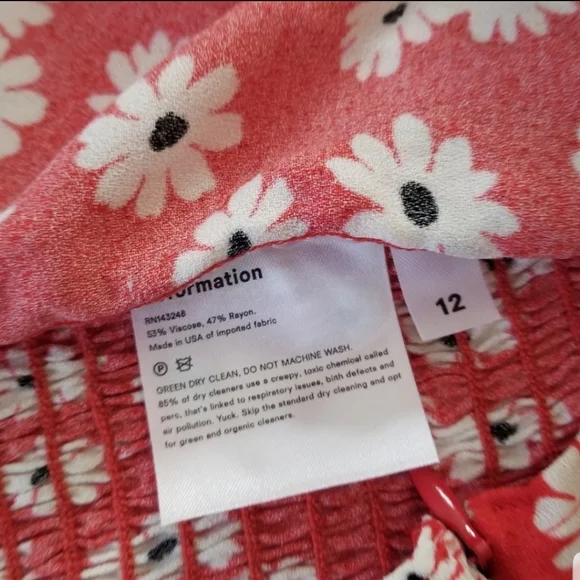 formation
RN143248
53% Viscose, 47% Rayon.
Made in USA of imported fabric
P
GREEN DRY CLEAN, DO NOT MACHINE WASH.
85% of dry cleaners use a creepy, toxic chemical called
perc, that's linked to respiratory issues, birth defects and
air pollution. Yuck. Skip the standard dry cleaning and opt
for green and organic cleaners.
12